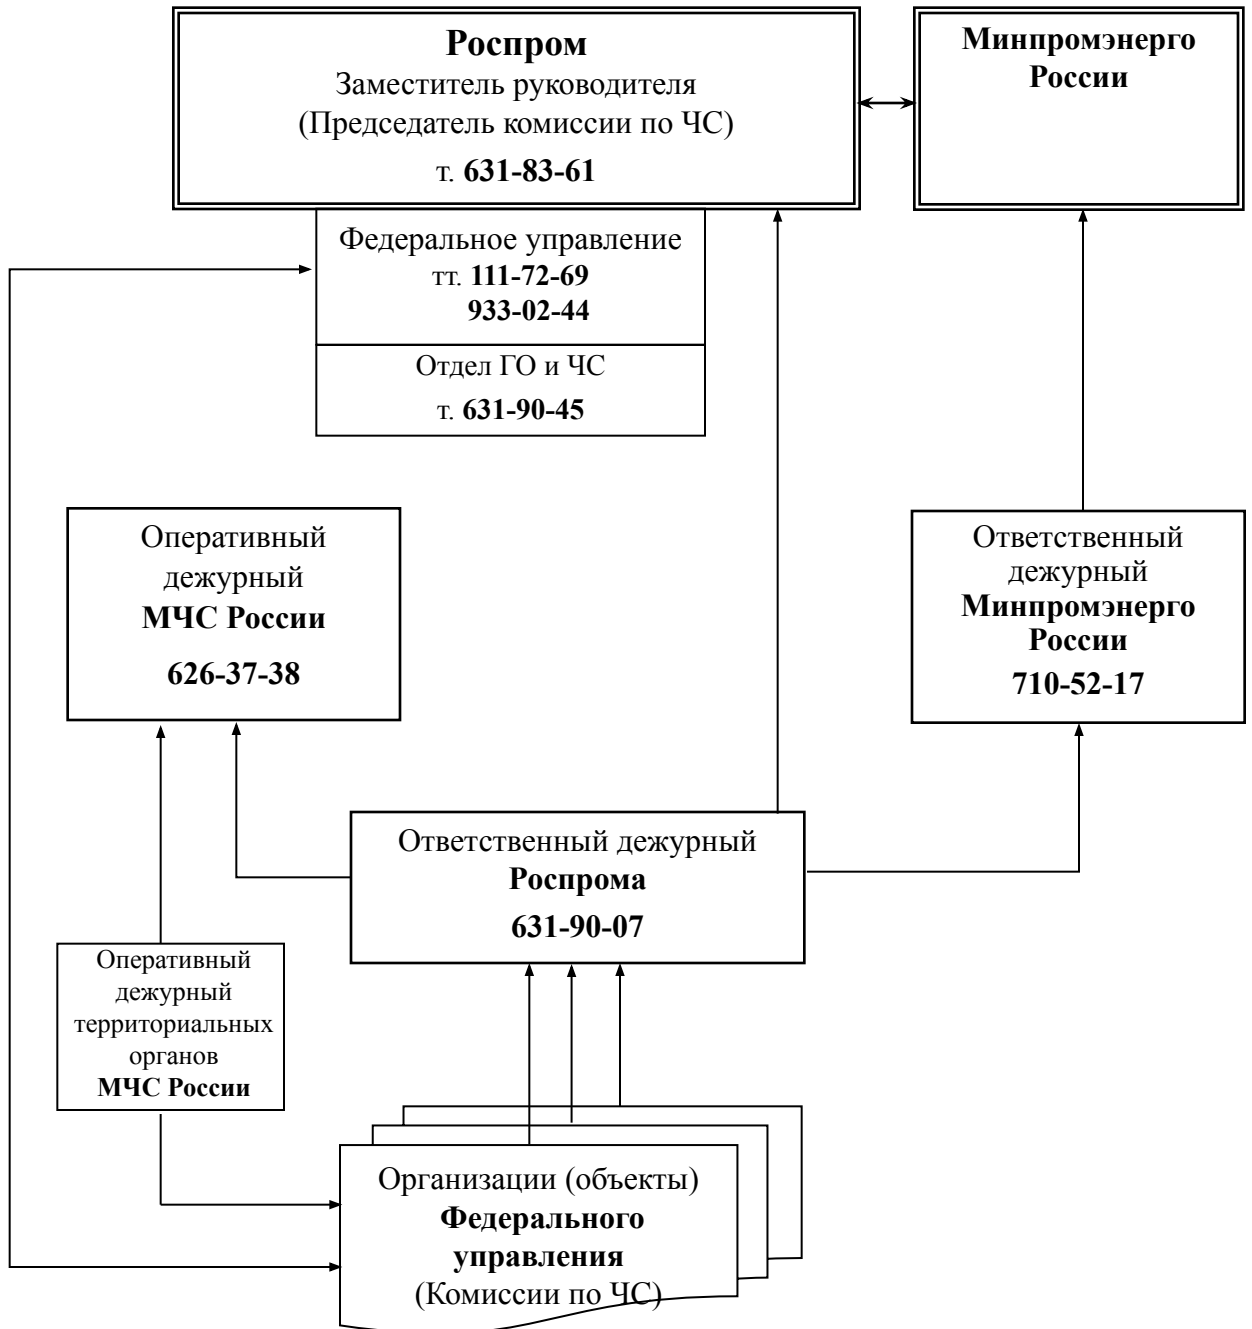 Роспром
Заместитель руководителя
(Председатель комиссии по ЧС)
т. 631-83-61
Минпромэнерго
России
Федеральное управление
тт. 111-72-69
933-02-44
Отдел ГО и ЧС
т. 631-90-45
Оперативный
дежурный
МЧС России
626-37-38
Ответственный
дежурный
Минпромэнерго
России
710-52-17
Ответственный дежурный
Роспрома
631-90-07
Оперативный
дежурный
территориальных
органов
МЧС России
Организации (объекты)
Федерального
управления
(Комиссии по ЧС)